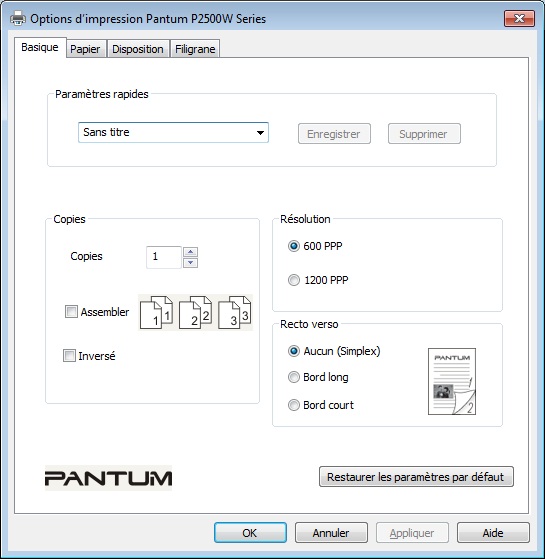 Options d'impression Pantum P2500W Series
Basique Papier Disposition Filigrane
Paramètres rapides
Sans titre
Enregistrer Supprimer
Copies
Copies 1
Assembler 1 1 2 2 3 3
Inversé
Résolution
600 PPP
1200 PPP
Recto verso
Aucun (Simplex)
Bord long
Bord court
PANTUM
1
2
PANTUM
Restaurer les paramètres par défaut
OK Annuler Appliquer Aide